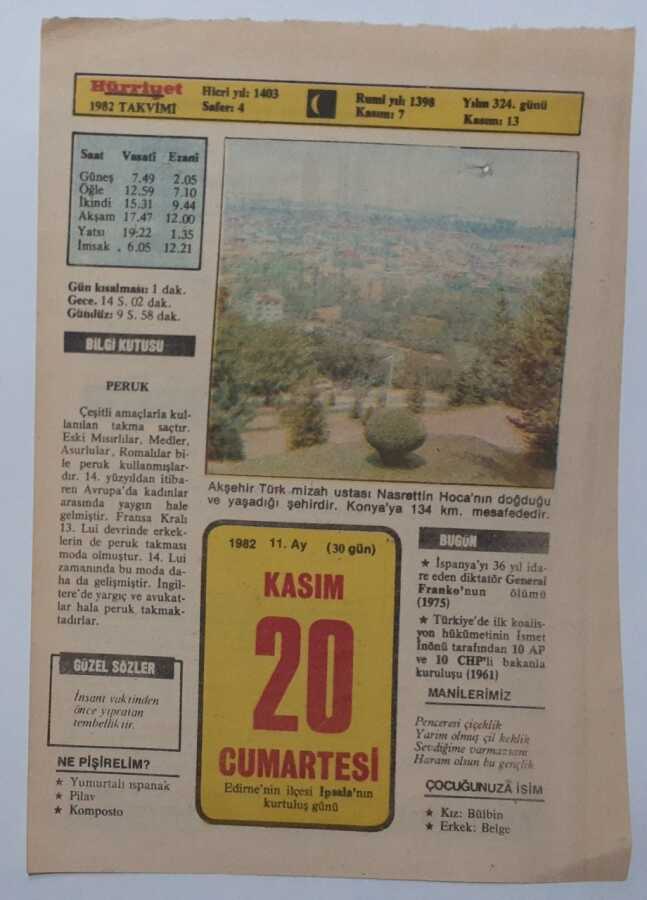 Hürriyet
1982 TAKVİMİ
Hicri yıl: 1403
Safer: 4
Rumi yıl: 1398
Kasım: 7
Yılın 324. günü
Kasım: 13
Saat Vasatî Ezanî
Güneş 7.49 2.05
Öğle 12.59 7.10
İkindi 15.31 9.44
Akşam 17.47 12.00
Yatsı 19.22 1.35
İmsak . 6.05 12.21
Gün kısalması: 1 dak.
Gece. 14 S. 02 dak.
Gündüz: 9 S. 58 dak.
BİLGİ KUTUSU
PERUK
Çeşitli amaçlarla kul-
lanılan takma saçtır.
Eski Mısırlılar, Medler,
Asurlular, Romalılar bi-
le peruk kullanmışlar-
dır. 14. yüzyıldan itiba-
ren Avrupa'da kadınlar
arasında yaygın hale
gelmiştir. Fransa Kralı
13. Lui devrinde erkek-
lerin de peruk takması
moda olmuştur. 14. Lui
zamanında bu moda da-
ha da gelişmiştir. İngil-
tere'de yargıç ve avukat-
lar hala peruk takmak-
tadırlar.
GÜZEL SÖZLER
İnsanı vaktinden
önce yıpratan
tembelliktir.
NE PİŞİRELİM?
★ Yumurtalı ıspanak
★ Pilav
★ Komposto
Akşehir Türk mizah ustası Nasrettin Hoca'nın doğduğu
ve yaşadığı şehirdir. Konya'ya 134 km. mesafededir.
1982 11. Ay (30 gün)
KASIM
20
CUMARTESİ
Edirne'nin ilçesi İpsala'nın
kurtuluş günü
BUGÜN
★ İspanya'yı 36 yıl ida-
re eden diktatör General
Franko'nun ölümü
(1975)
★ Türkiye'de ilk koalis-
yon hükümetinin İsmet
İnönü tarafından 10 AP
ve 10 CHP'li bakanla
kuruluşu (1961)
MANİLERİMİZ
Penceresi çiçeklik
Yarim olmuş çil keklik
Sevdiğime varmazsam
Haram olsun bu gençlik
ÇOCUĞUNUZA İSİM
★ Kız: Bülbin
★ Erkek: Belge